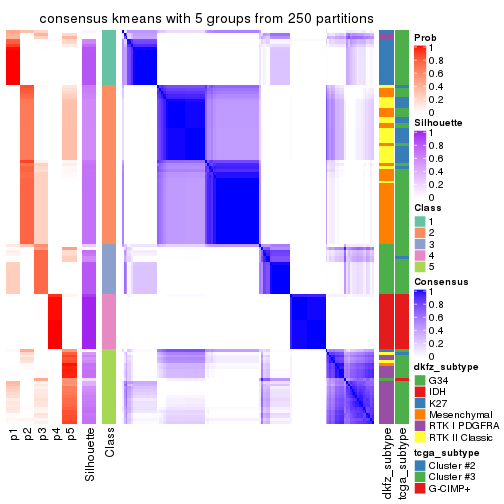 consensus kmeans with 5 groups from 250 partitions
Prob
1
0.8
0.6
0.4
0.2
0
Silhouette
1
0.8
0.6
0.4
0.2
0
Class
1
2
3
4
5
Consensus
1
0.8
0.6
0.4
0.2
0
dkfz_subtype
G34
IDH
K27
Mesenchymal
RTK I PDGFRA
RTK II Classic
tcga_subtype
Cluster #2
Cluster #3
G-CIMP+
p1
p2
p3
p4
p5
Silhouette
Class
dkfz_subtype
tcga_subtype